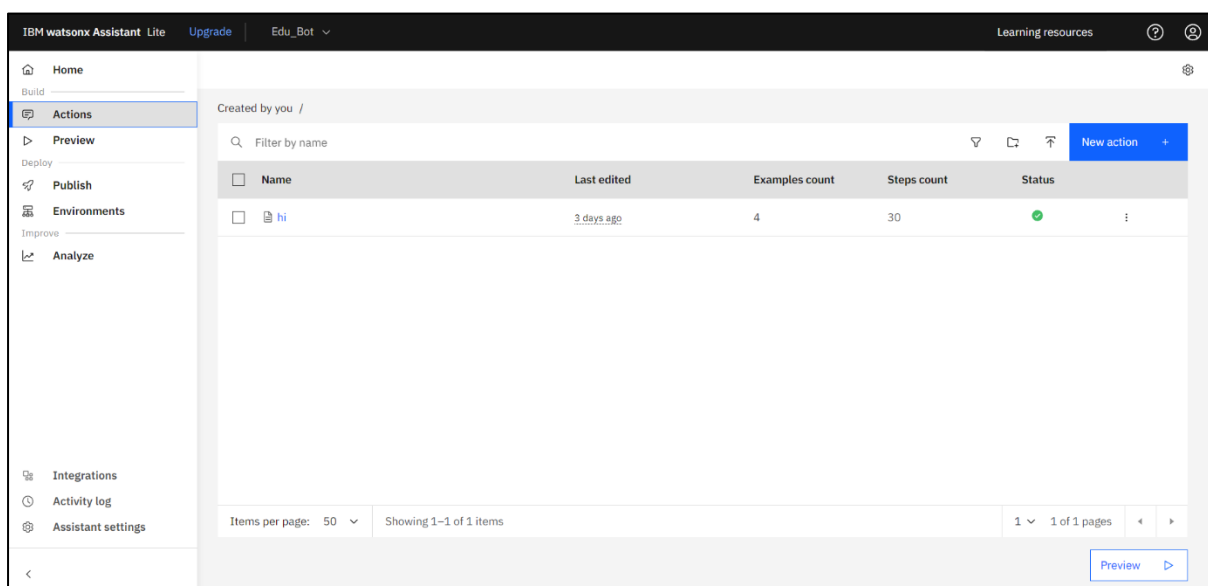 IBM watsonx Assistant Lite Upgrade Edu_Bot Learning resources
Home
Build
Actions
Preview
Deploy
Publish
Environments
Improve
Analyze
Integrations
Activity log
Assistant settings
Created by you /
Filter by name New action +
Name Last edited Examples count Steps count Status
hi 3 days ago 4 30
Items per page: 50 Showing 1–1 of 1 items 1 1 of 1 pages
Preview